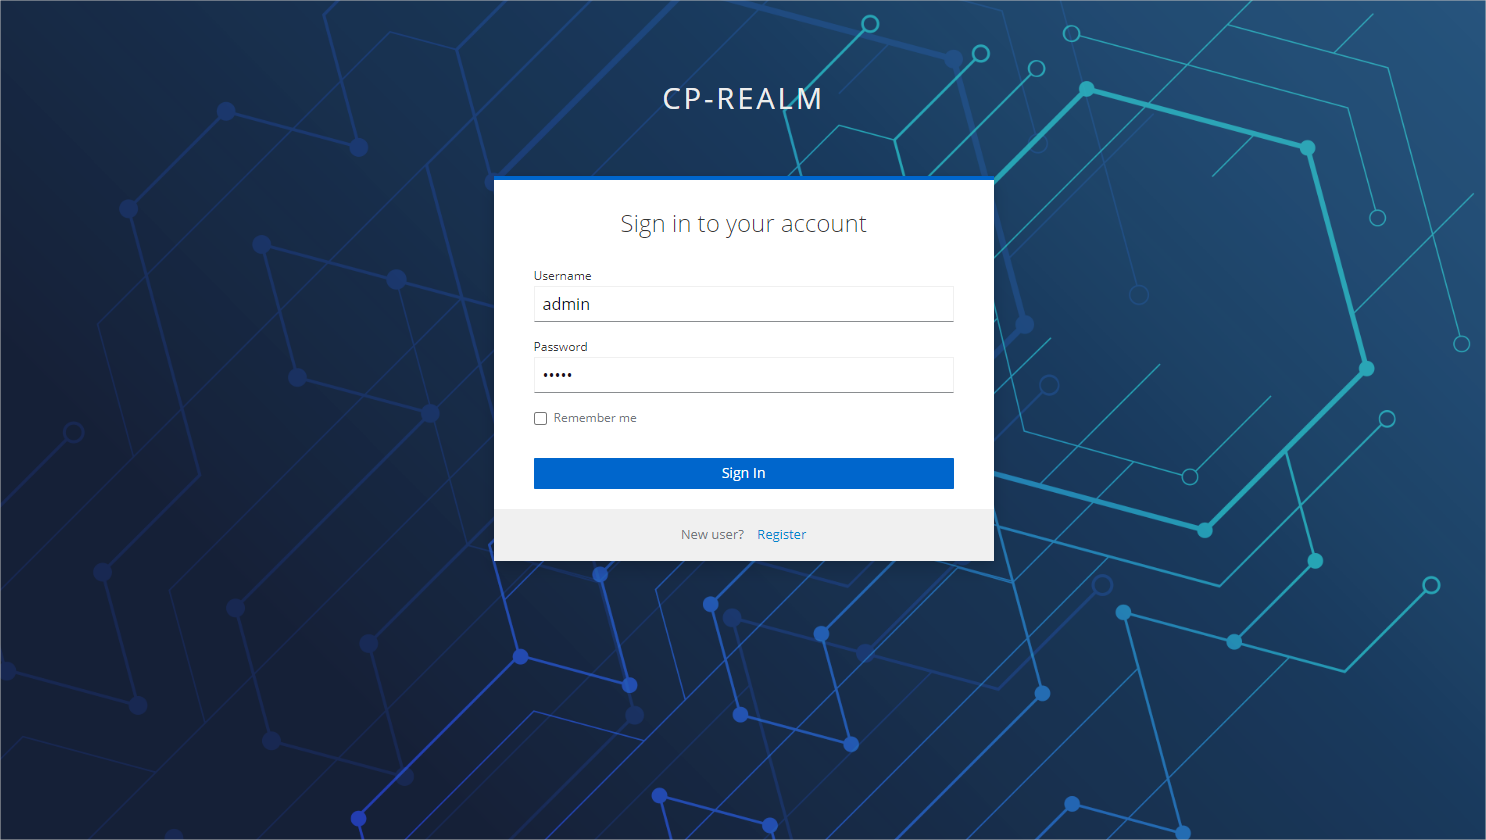 CP-REALM
Sign in to your account
Username
admin
Password
•••••
Remember me
Sign In
New user? Register